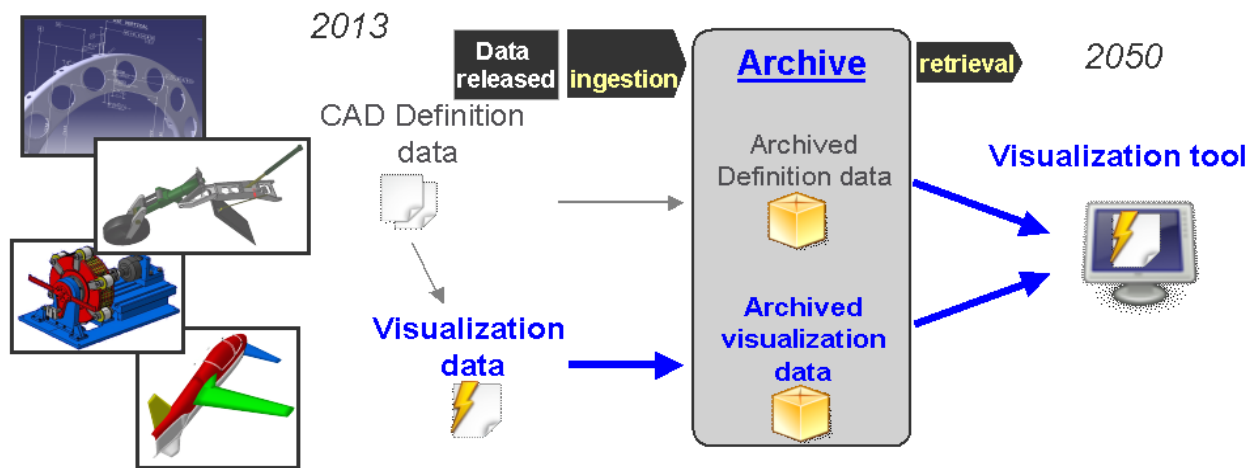 2013
Data
released
ingestion
Archive
retrieval
2050
CAD Definition
data
Archived
Definition data
Visualization tool
Visualization
data
Archived
visualization
data